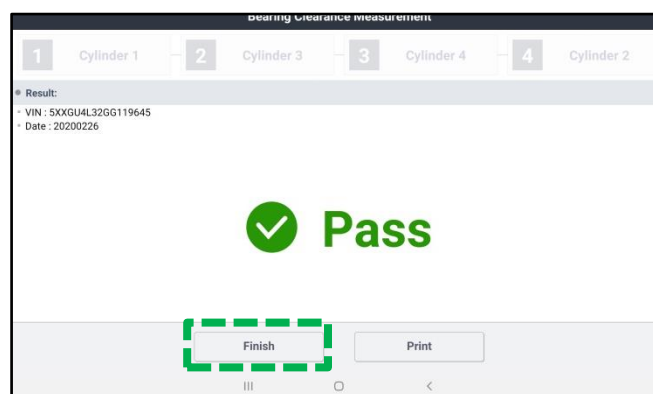 Bearing Clearance Measurement
1 Cylinder 1 2 Cylinder 3 3 Cylinder 4 4 Cylinder 2
Result:
VIN : 5XXGU4L32GG119645
Date : 20200226
Pass
Finish Print